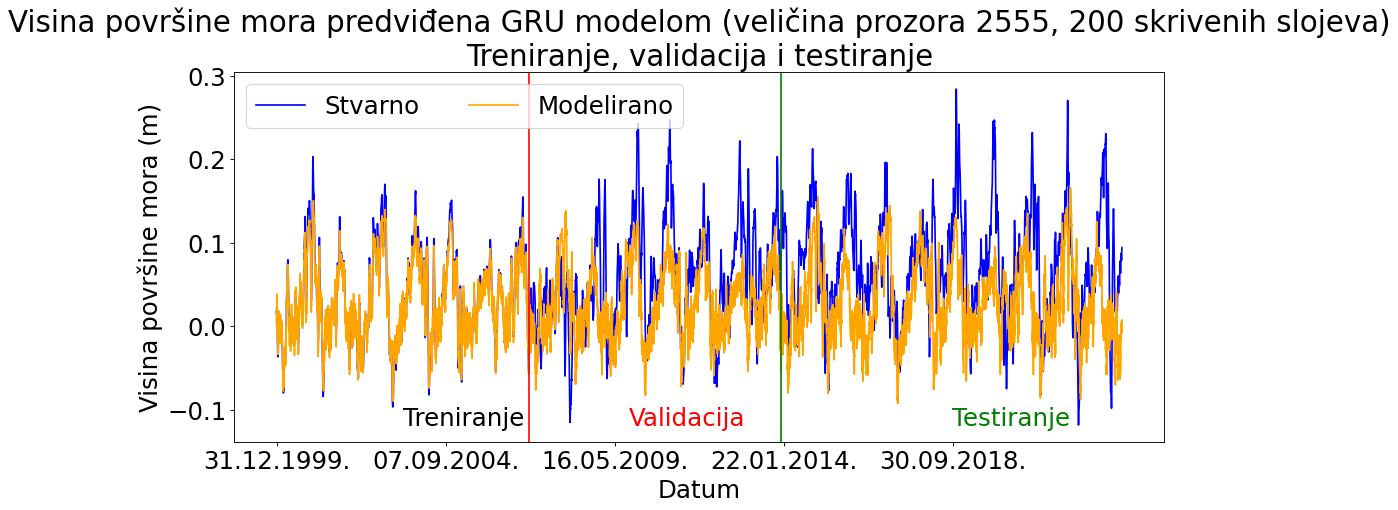 Visina površine mora predviđena GRU modelom (veličina prozora 2555, 200 skrivenih slojeva)
Treniranje, validacija i testiranje
Stvarno
Modelirano
Visina površine mora (m)
0.3
0.2
0.1
0.0
−0.1
Treniranje
Validacija
Testiranje
31.12.1999.
07.09.2004.
16.05.2009.
22.01.2014.
30.09.2018.
Datum